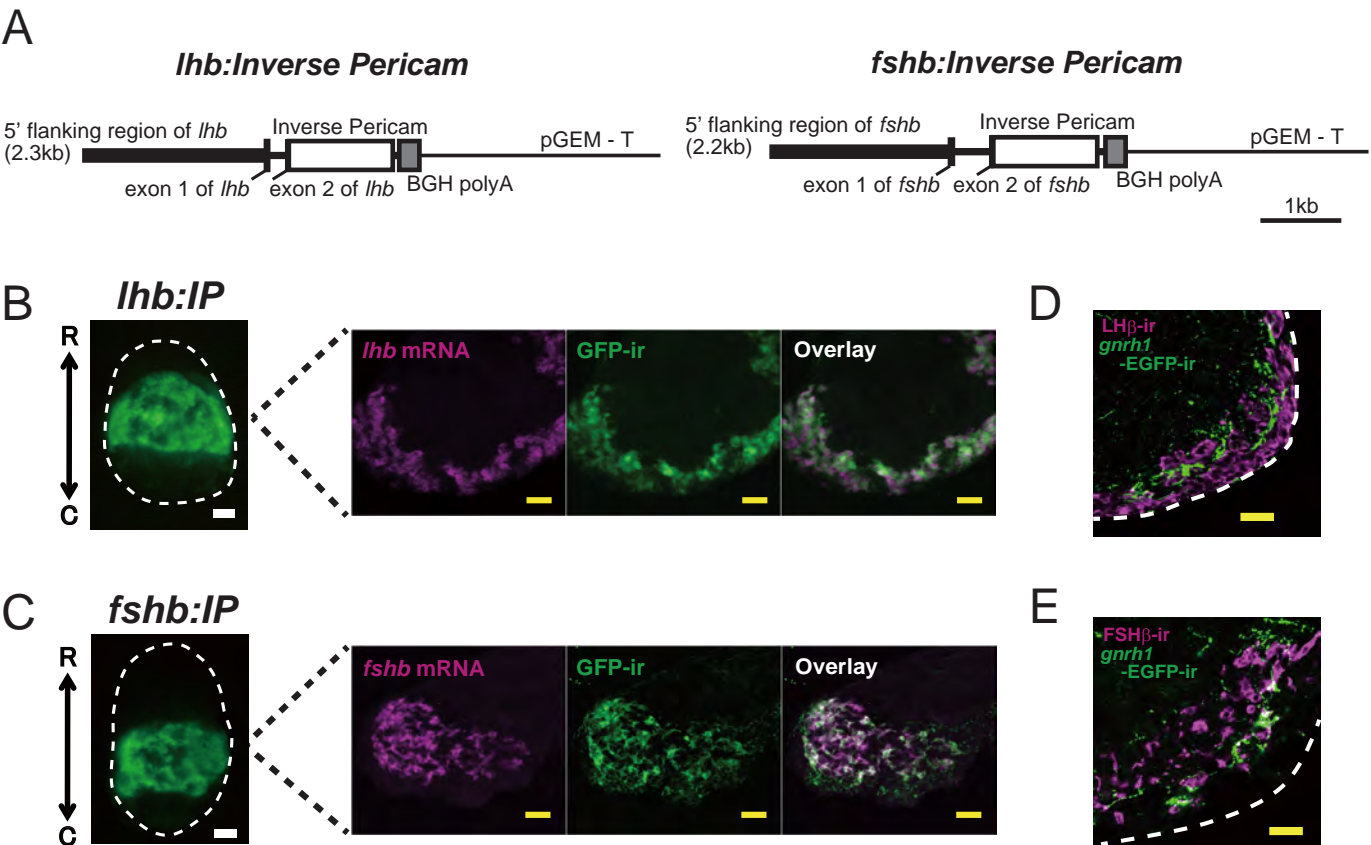 A
lhb:Inverse Pericam
fshb:Inverse Pericam
5' flanking region of lhb
(2.3kb)
Inverse Pericam
pGEM - T
exon 1 of lhb
exon 2 of lhb
BGH polyA
5' flanking region of fshb
(2.2kb)
Inverse Pericam
pGEM - T
exon 1 of fshb
exon 2 of fshb
BGH polyA
1kb
B
lhb:IP
R
C
lhb mRNA
GFP-ir
Overlay
D
LHβ-ir
gnrh1
-EGFP-ir
C
fshb:IP
R
C
fshb mRNA
GFP-ir
Overlay
E
FSHβ-ir
gnrh1
-EGFP-ir